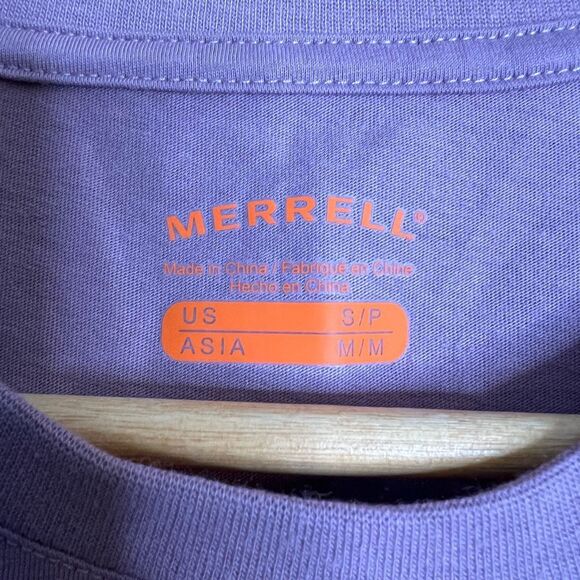 MERRELL®
Made in China / Fabriqué en Chine
Hecho en China
US S/P
ASIA M/M